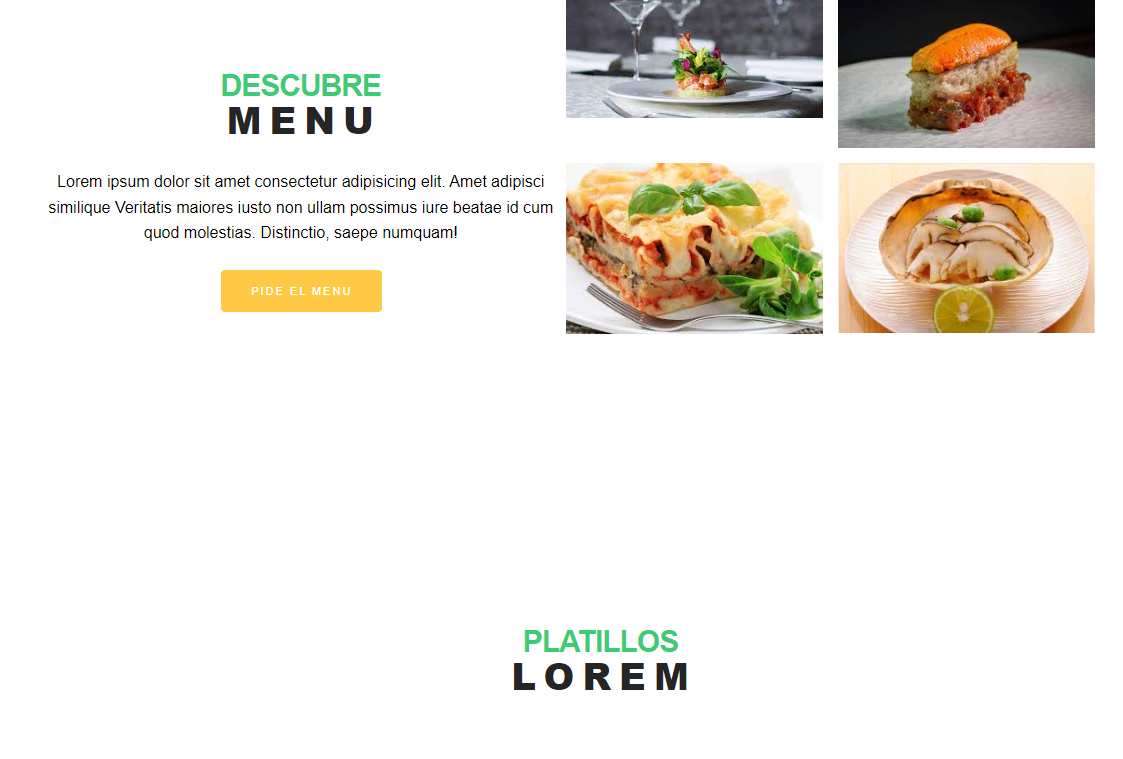 DESCUBRE
MENU
Lorem ipsum dolor sit amet consectetur adipisicing elit. Amet adipisci
similique Veritatis maiores iusto non ullam possimus iure beatae id cum
quod molestias. Distinctio, saepe numquam!
PIDE EL MENU
PLATILLOS
LOREM